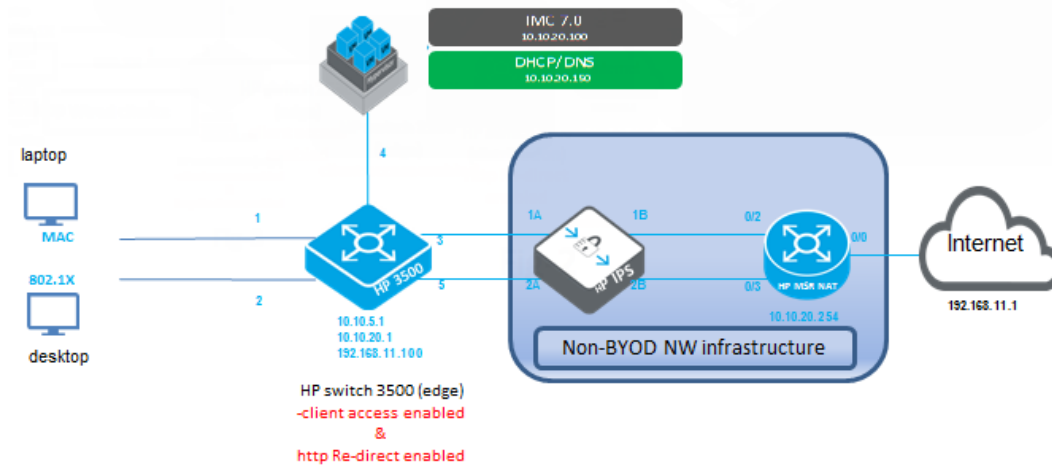 IMC 7.0
10.10.20.100
DHCP/DNS
10.10.20.150
laptop
4
MAC
1
3
1A
1B
0/2
0/0
Internet
802.1X
2
HP 3500
5
2A
HP IPS
2B
0/3
HP MSR NAT
192.168.11.1
desktop
10.10.5.1
10.10.20.1
192.168.11.100
10.10.20.254
Non-BYOD NW infrastructure
HP switch 3500 (edge)
-client access enabled
&
http Re-direct enabled